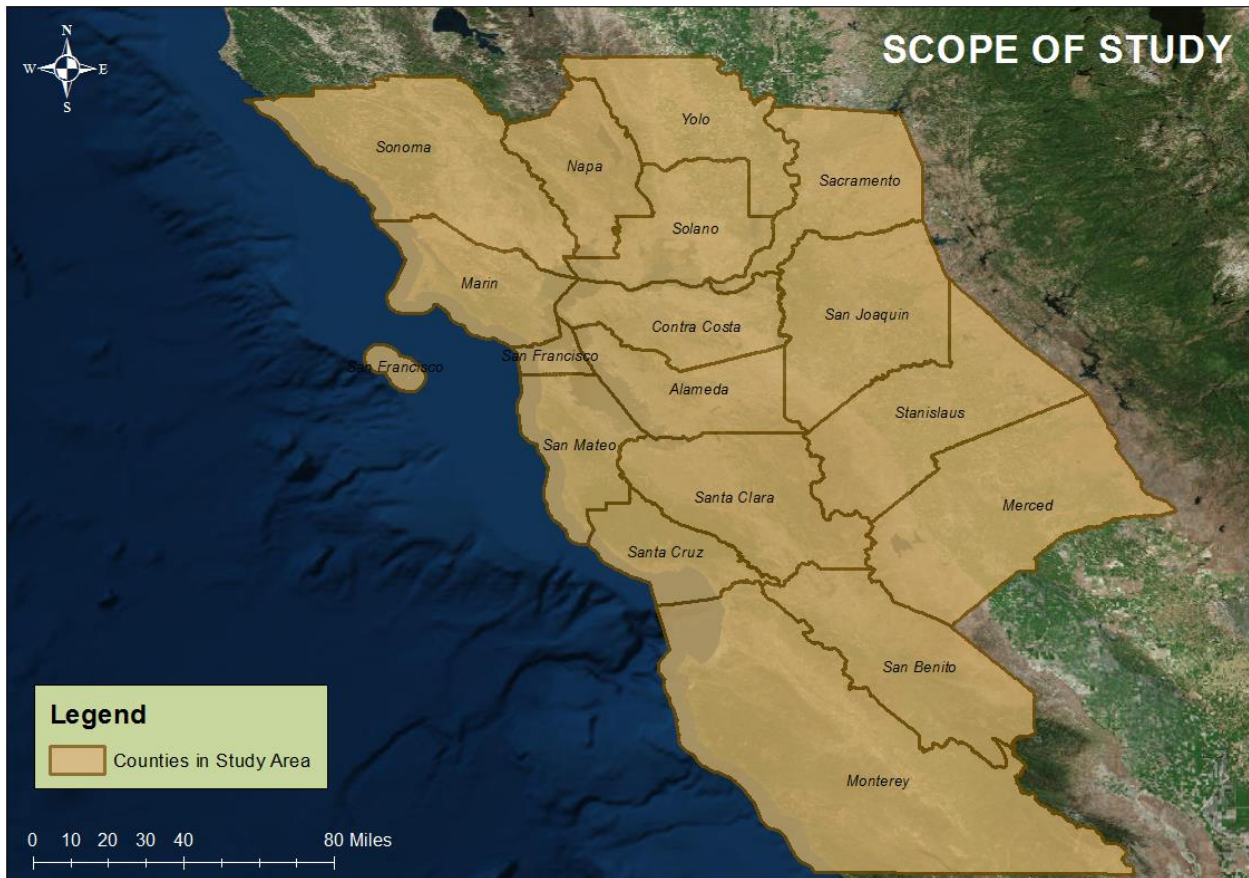 N
W E
S
SCOPE OF STUDY
Yolo
Sonoma
Napa
Sacramento
Solano
Marin
San Joaquin
Contra Costa
San Francisco
San Francisco
Alameda
Stanislaus
San Mateo
Santa Clara
Merced
Santa Cruz
San Benito
Monterey
Legend
Counties in Study Area
0 10 20 30 40 80 Miles